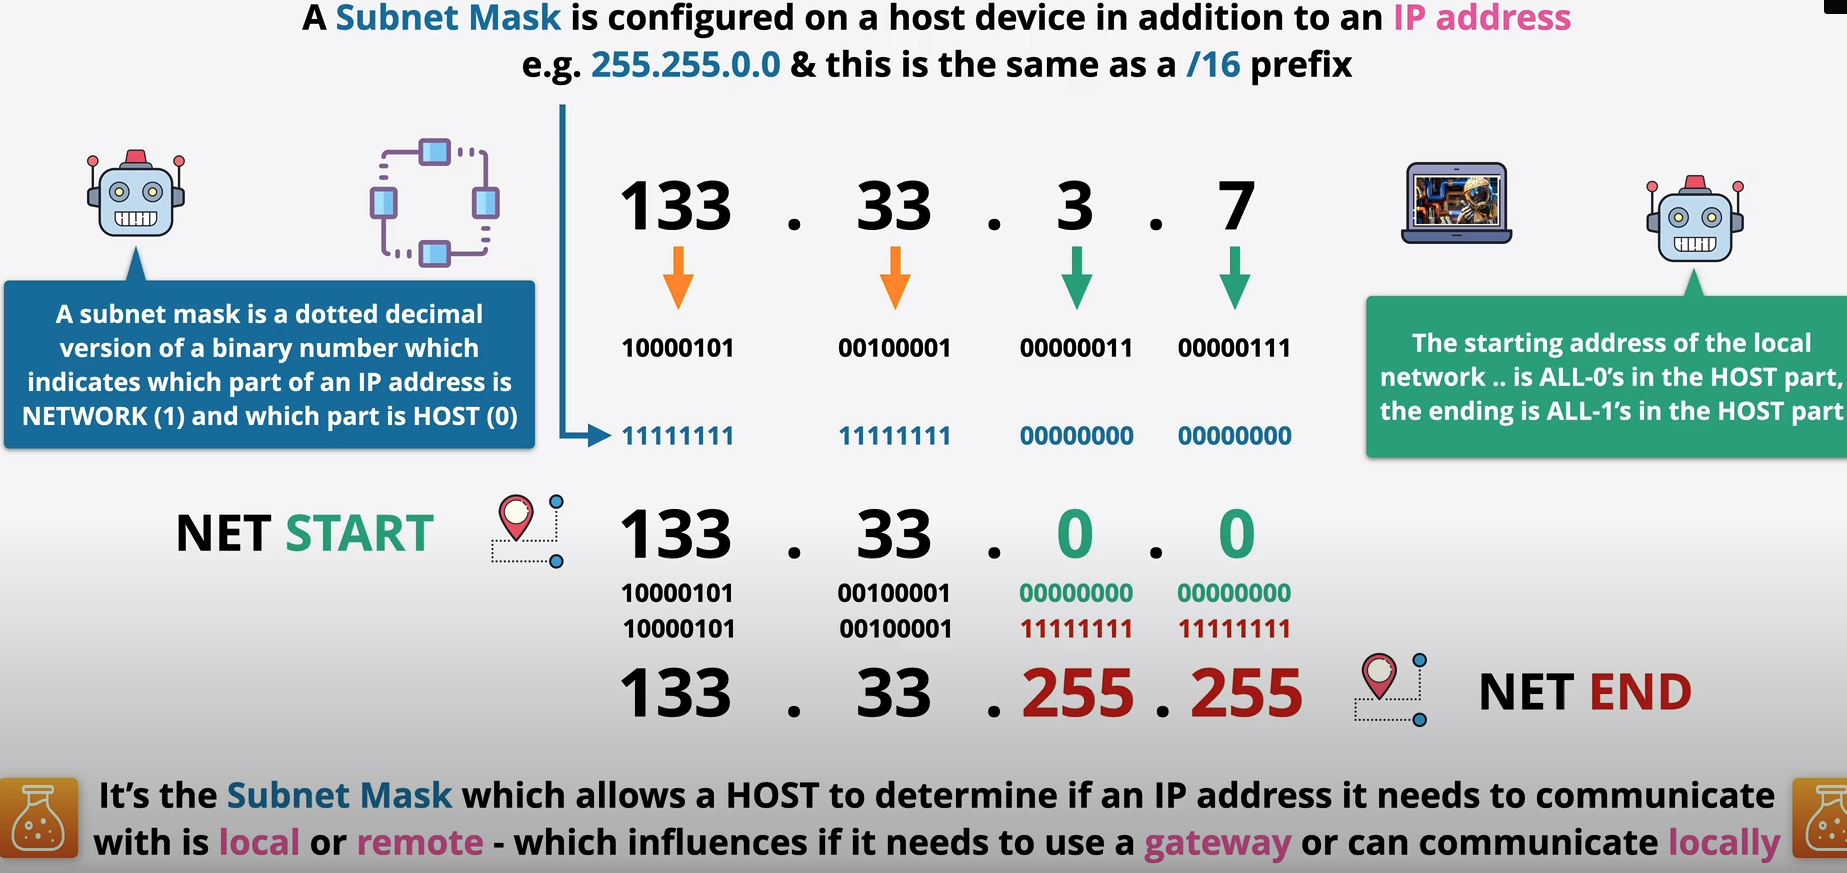 A Subnet Mask is configured on a host device in addition to an IP address
e.g. 255.255.0.0 & this is the same as a /16 prefix
133 . 33 . 3 . 7
10000101 00100001 00000011 00000111
A subnet mask is a dotted decimal
version of a binary number which
indicates which part of an IP address is
NETWORK (1) and which part is HOST (0)
The starting address of the local
network .. is ALL-0's in the HOST part,
the ending is ALL-1's in the HOST part
11111111 11111111 00000000 00000000
NET START
133 . 33 . 0 . 0
10000101 00100001 00000000 00000000
10000101 00100001 11111111 11111111
133 . 33 . 255 . 255
NET END
It's the Subnet Mask which allows a HOST to determine if an IP address it needs to communicate
with is local or remote - which influences if it needs to use a gateway or can communicate locally